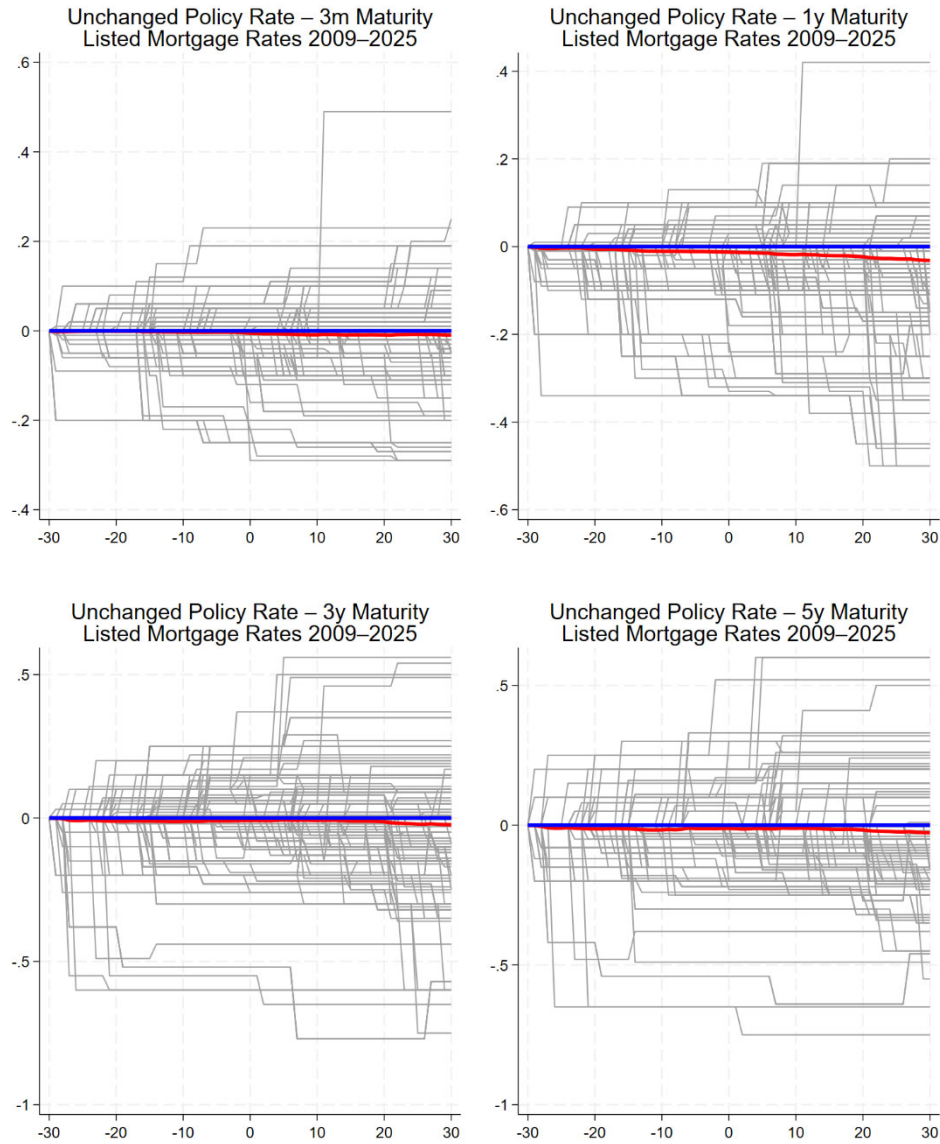 Unchanged Policy Rate – 3m Maturity
Listed Mortgage Rates 2009–2025
.6
.4
.2
0
-.2
-.4
-30 -20 -10 0 10 20 30
Unchanged Policy Rate – 1y Maturity
Listed Mortgage Rates 2009–2025
.4
.2
0
-.2
-.4
-.6
-30 -20 -10 0 10 20 30
Unchanged Policy Rate – 3y Maturity
Listed Mortgage Rates 2009–2025
.5
0
-.5
-1
-30 -20 -10 0 10 20 30
Unchanged Policy Rate – 5y Maturity
Listed Mortgage Rates 2009–2025
.5
0
-.5
-1
-30 -20 -10 0 10 20 30